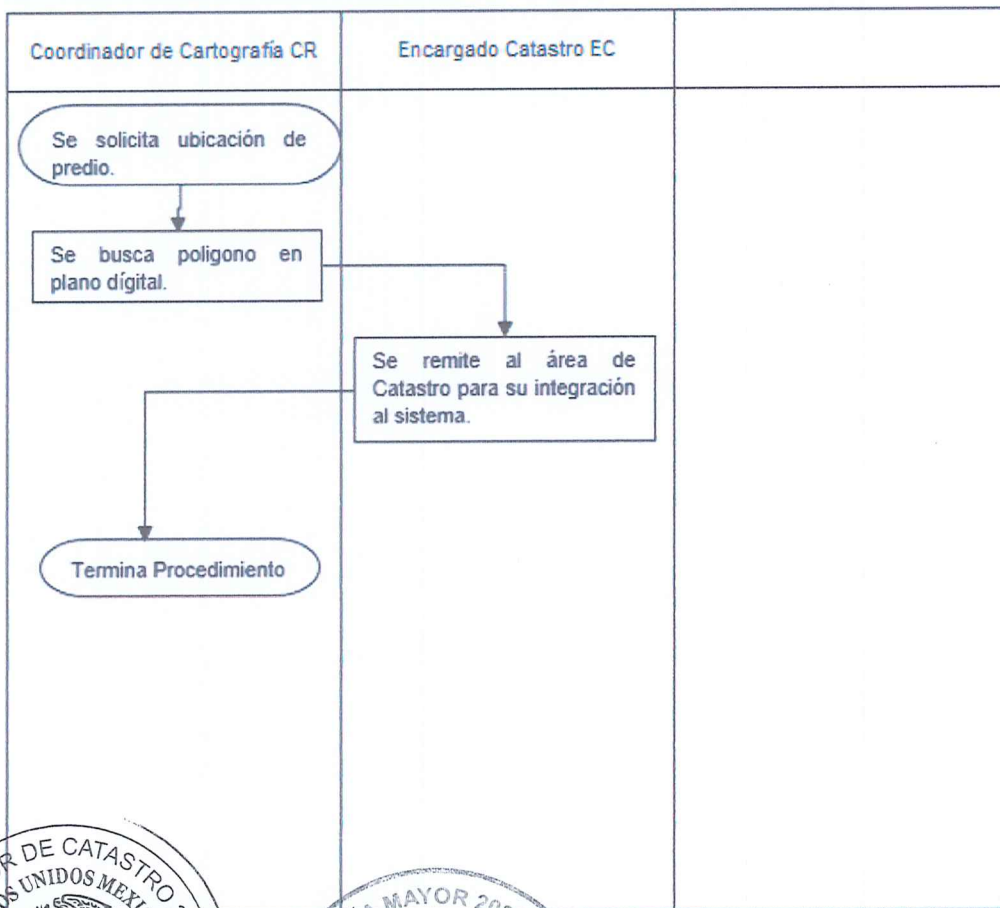 Coordinador de Cartografía CR
Encargado Catastro EC
Se solicita ubicación de
predio.
Se busca poligono en
plano dígital.
Se remite al área de
Catastro para su integración
al sistema.
Termina Procedimiento
DE CATASTRO
UNIDOS
MAYOR